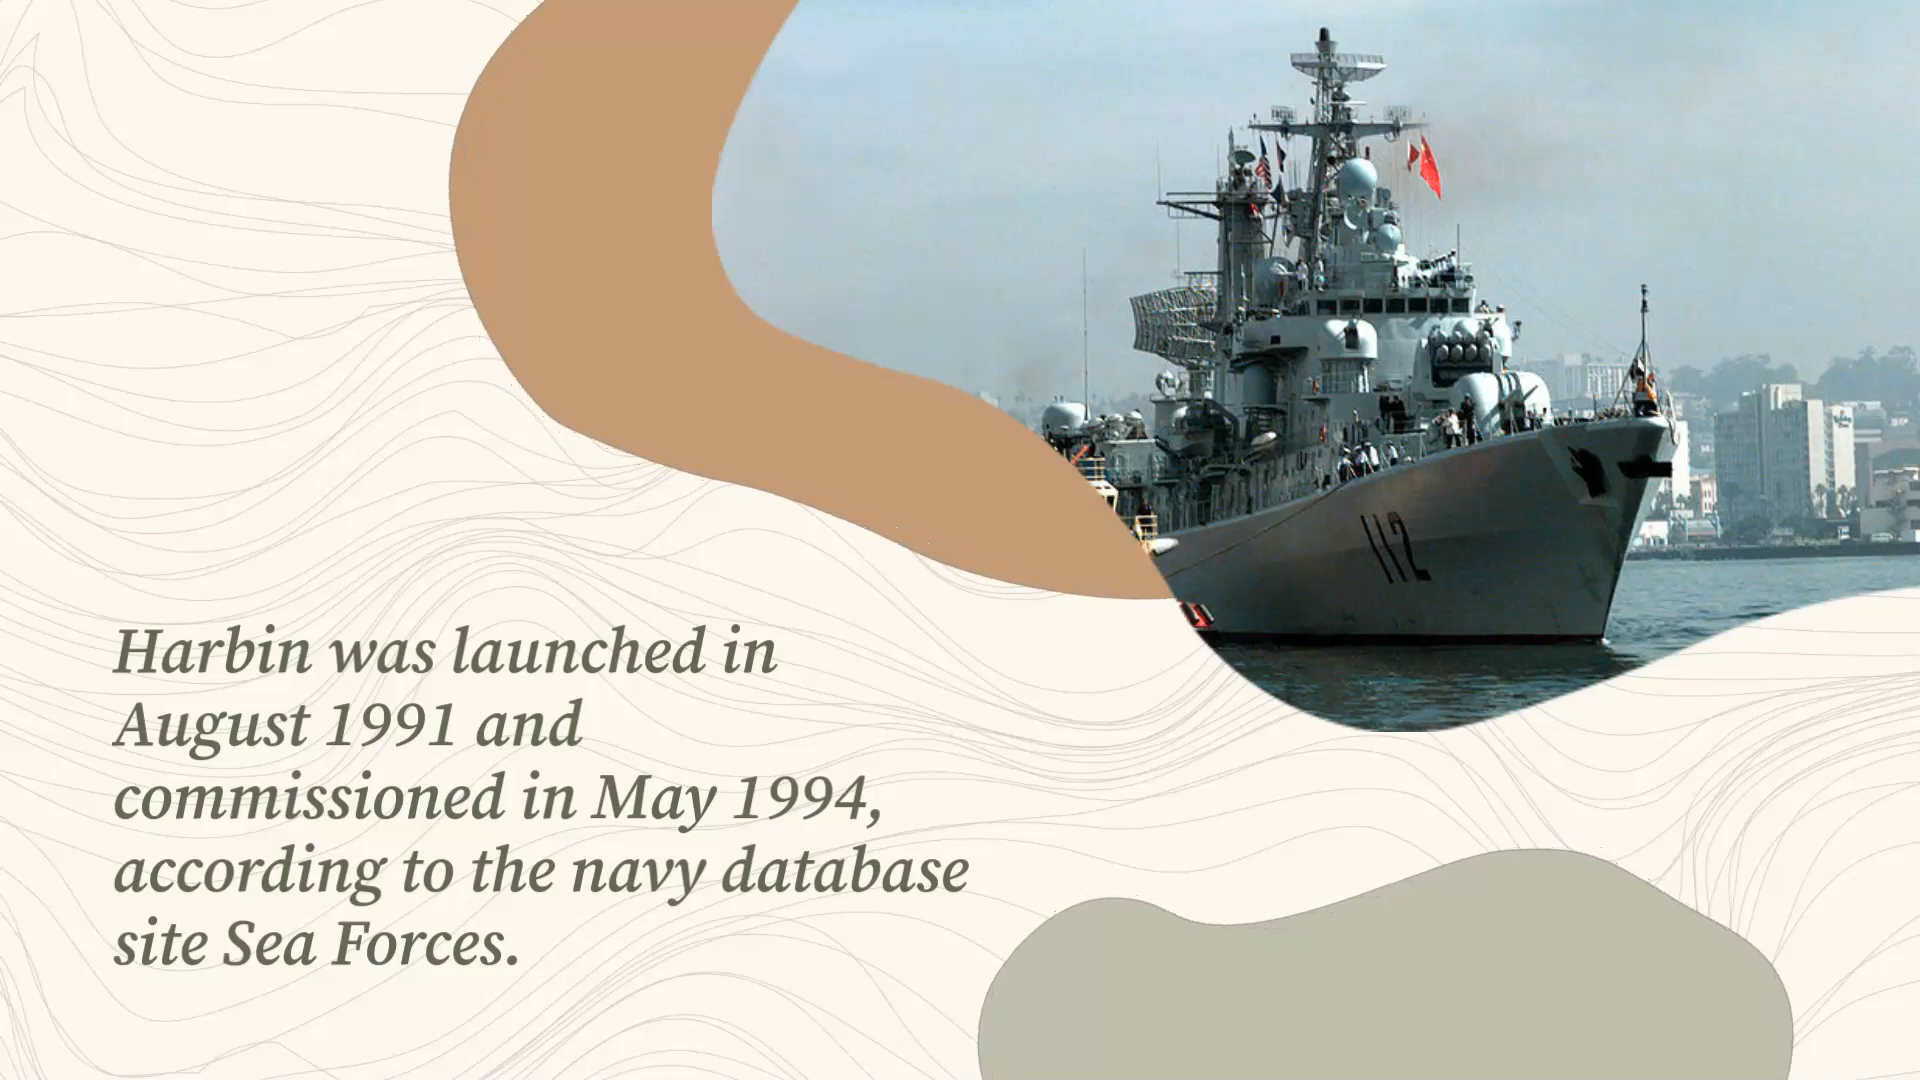 112
Harbin was launched in
August 1991 and
commissioned in May 1994,
according to the navy database
site Sea Forces.